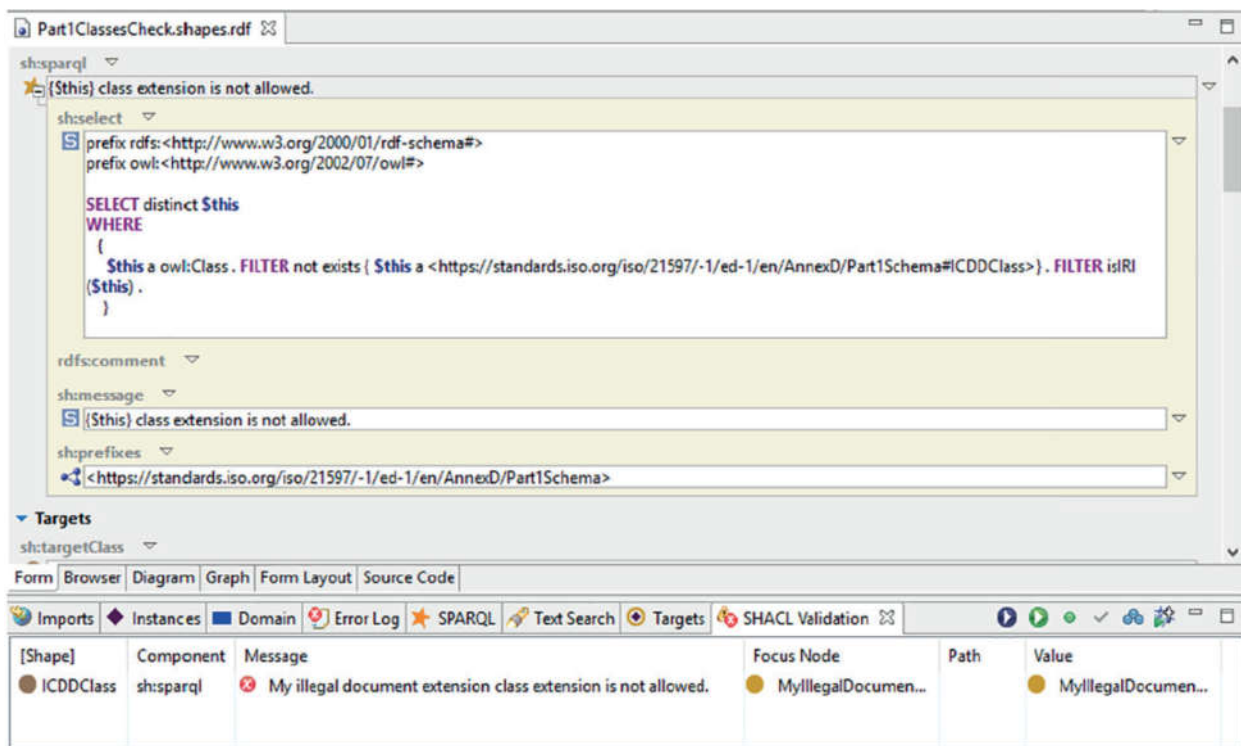 Part1ClassesCheck.shapes.rdf
sh:sparql
{$this} class extension is not allowed.
sh:select
prefix rdfs:<http://www.w3.org/2000/01/rdf-schema#>
prefix owl:<http://www.w3.org/2002/07/owl#>
SELECT distinct $this
WHERE
{
$this a owl:Class . FILTER not exists { $this a <https://standards.iso.org/iso/21597/-1/ed-1/en/AnnexD/Part1Schema#ICDDClass>} . FILTER isIRI
($this) .
}
rdfs:comment
sh:message
{$this} class extension is not allowed.
sh:prefixes
<https://standards.iso.org/iso/21597/-1/ed-1/en/AnnexD/Part1Schema>
Targets
sh:targetClass
Form Browser Diagram Graph Form Layout Source Code
Imports Instances Domain Error Log SPARQL Text Search Targets SHACL Validation
[Shape] Component Message Focus Node Path Value
ICDDClass sh:sparql My illegal document extension class extension is not allowed. MyIllegalDocumen... MyIllegalDocumen...